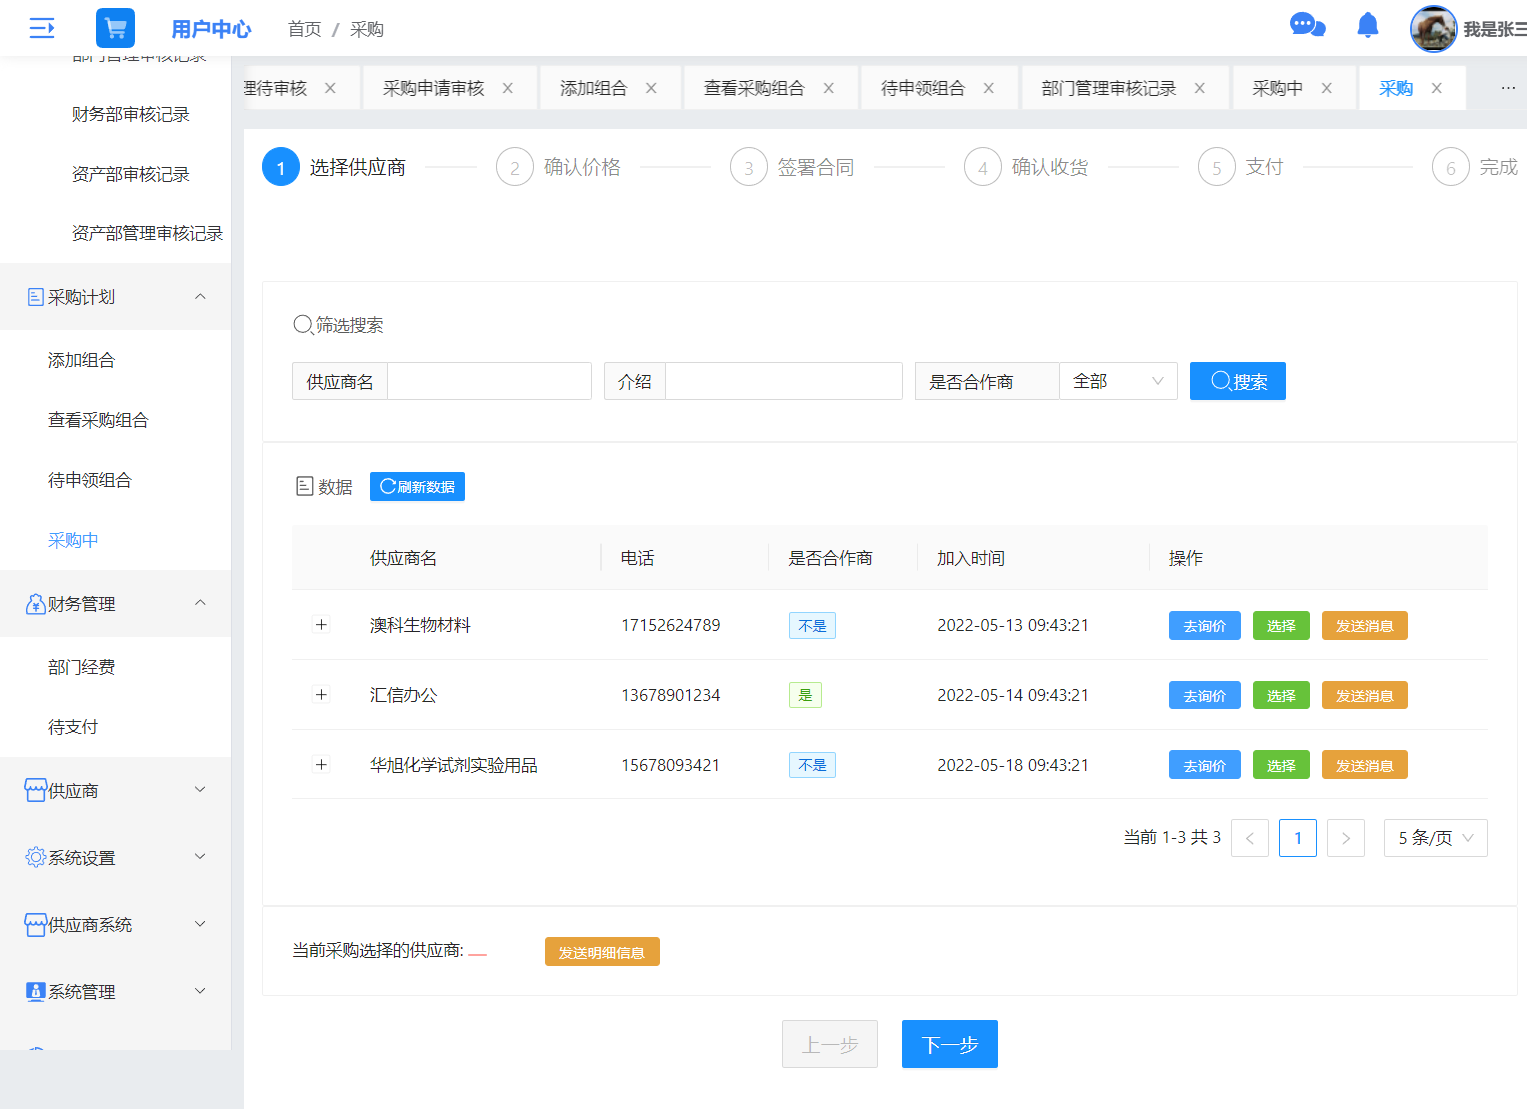 用户中心
首页 / 采购
我是张三
部门管理审核记录
财务部审核记录
资产部审核记录
资产部管理审核记录
采购计划
添加组合
查看采购组合
待申领组合
采购中
财务管理
部门经费
待支付
供应商
系统设置
供应商系统
系统管理
理待审核 采购申请审核 添加组合 查看采购组合 待申领组合 部门管理审核记录 采购中 采购 ···
1 选择供应商 2 确认价格 3 签署合同 4 确认收货 5 支付 6 完成
筛选搜索
供应商名 介绍 是否合作商 全部 搜索
数据 刷新数据
供应商名 电话 是否合作商 加入时间 操作
澳科生物材料 17152624789 不是 2022-05-13 09:43:21 去询价 选择 发送消息
汇信办公 13678901234 是 2022-05-14 09:43:21 去询价 选择 发送消息
华旭化学试剂实验用品 15678093421 不是 2022-05-18 09:43:21 去询价 选择 发送消息
当前 1-3 共 3 < 1 > 5 条/页
当前采购选择的供应商: 发送明细信息
上一步 下一步